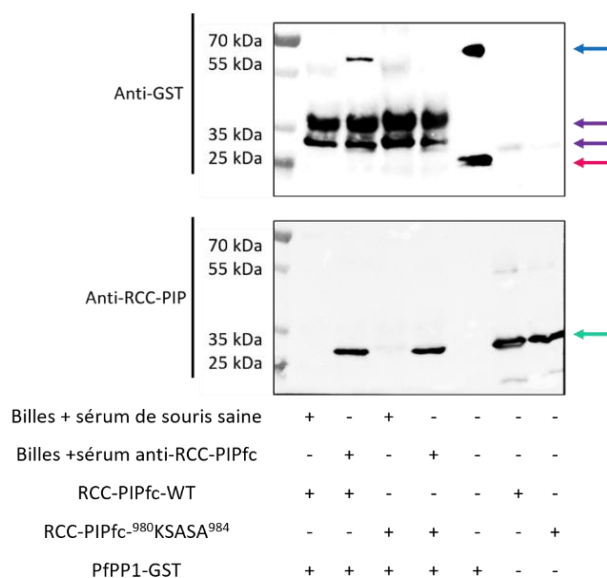 70 kDa
55 kDa
Anti-GST
35 kDa
25 kDa
70 kDa
55 kDa
Anti-RCC-PIP
35 kDa
25 kDa
Billes + sérum de souris saine + - + - - - -
Billes +sérum anti-RCC-PIPfc - + - + - - -
RCC-PIPfc-WT + + - - - + -
RCC-PIPfc-⁹⁸⁰KSASA⁹⁸⁴ - - + + - - +
PfPP1-GST + + + + + - -